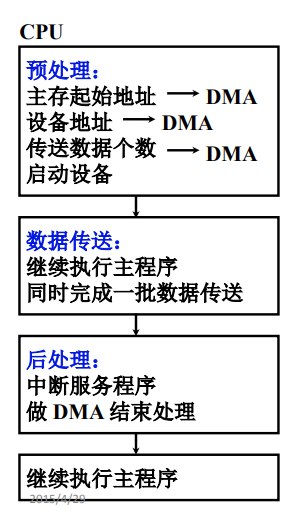 CPU
预处理：
主存起始地址 → DMA
设备地址 → DMA
传送数据个数 → DMA
启动设备
数据传送：
继续执行主程序
同时完成一批数据传送
后处理：
中断服务程序
做 DMA 结束处理
继续执行主程序
2015/4/29